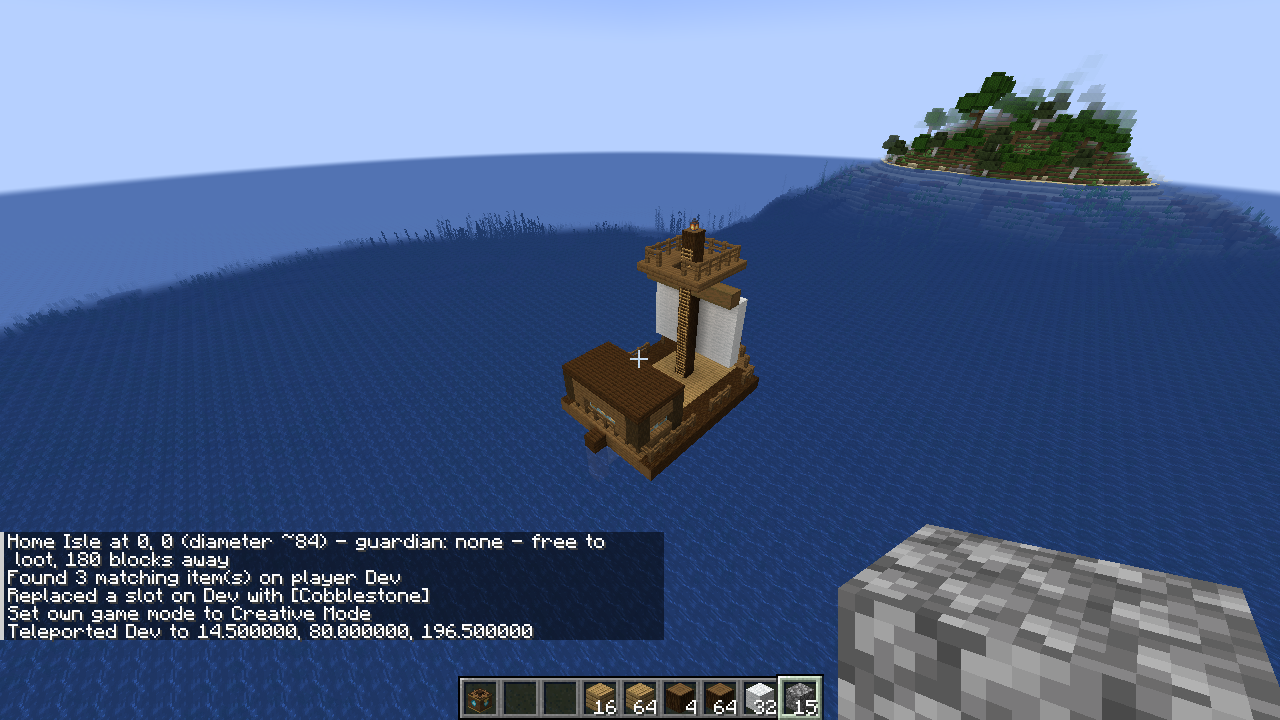 Home Isle at 0, 0 (diameter ~84) – guardian: none – free to
loot, 180 blocks away
Found 3 matching item(s) on player Dev
Replaced a slot on Dev with [Cobblestone]
Set own game mode to Creative Mode
Teleported Dev to 14.500000, 80.000000, 196.500000
16 64 4 64 32 15